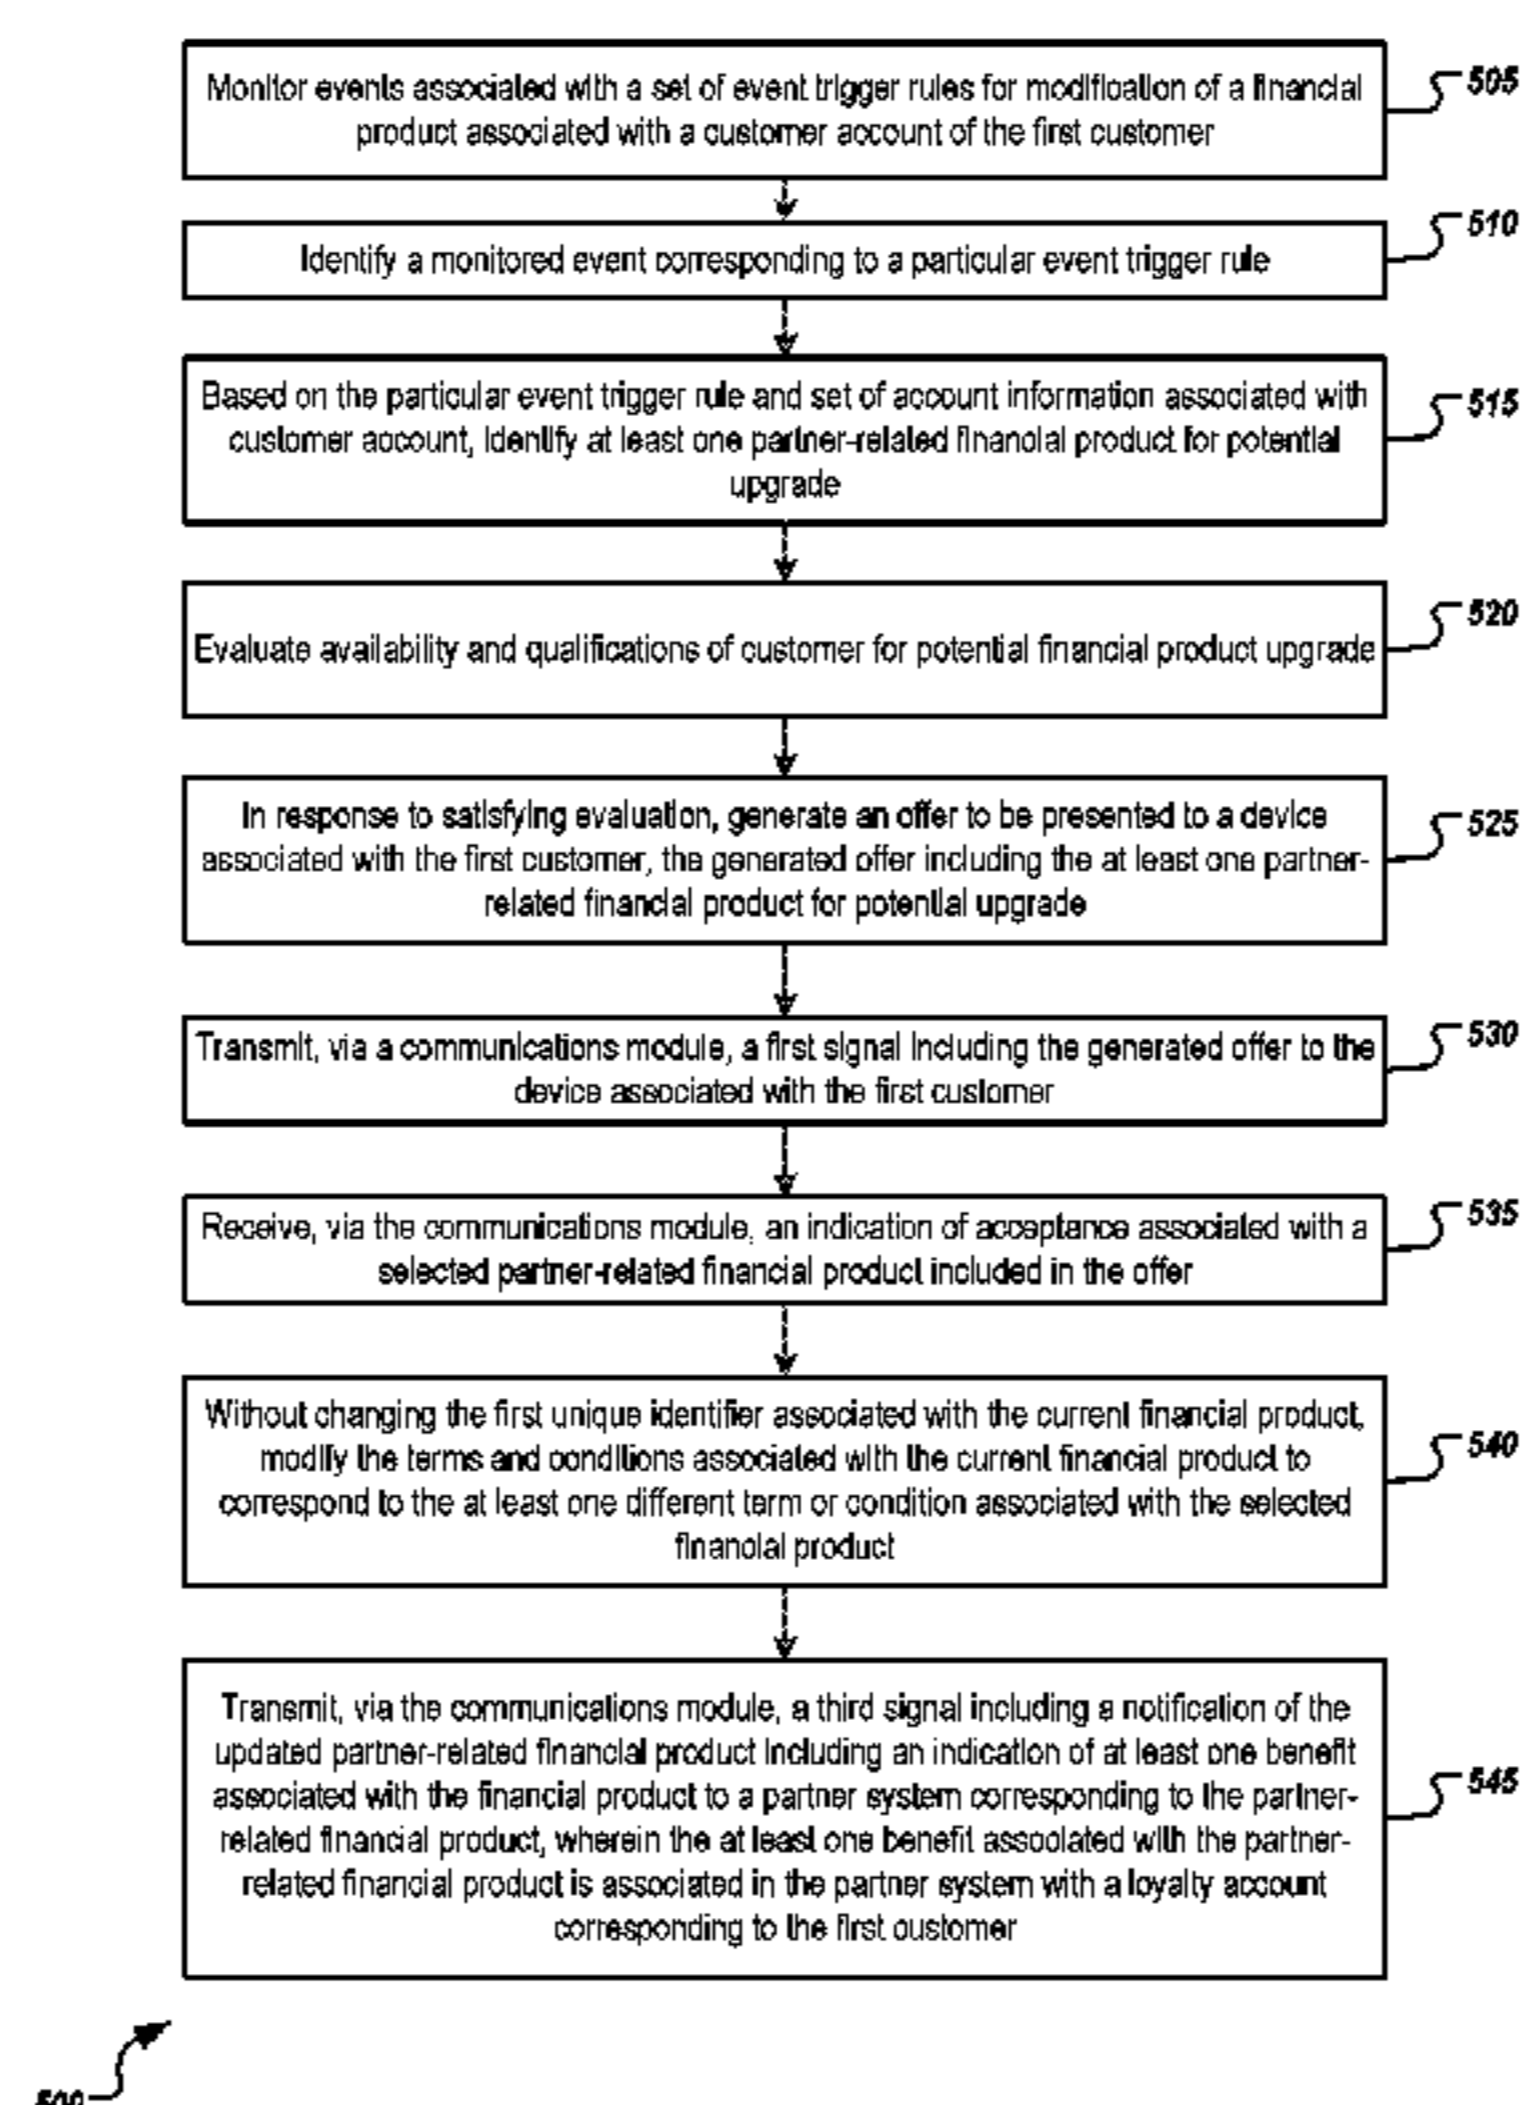 Monitor events associated with a set of event trigger rules for modification of a financial
product associated with a customer account of the first customer
505
Identify a monitored event corresponding to a particular event trigger rule
510
Based on the particular event trigger rule and set of account information associated with
customer account, identify at least one partner-related financial product for potential
upgrade
515
Evaluate availability and qualifications of customer for potential financial product upgrade
520
In response to satisfying evaluation, generate an offer to be presented to a device
associated with the first customer, the generated offer including the at least one partner-
related financial product for potential upgrade
525
Transmit, via a communications module, a first signal including the generated offer to the
device associated with the first customer
530
Receive, via the communications module, an indication of acceptance associated with a
selected partner-related financial product included in the offer
535
Without changing the first unique identifier associated with the current financial product,
modify the terms and conditions associated with the current financial product to
correspond to the at least one different term or condition associated with the selected
financial product
540
Transmit, via the communications module, a third signal including a notification of the
updated partner-related financial product including an indication of at least one benefit
associated with the financial product to a partner system corresponding to the partner-
related financial product, wherein the at least one benefit associated with the partner-
related financial product is associated in the partner system with a loyalty account
corresponding to the first customer
545